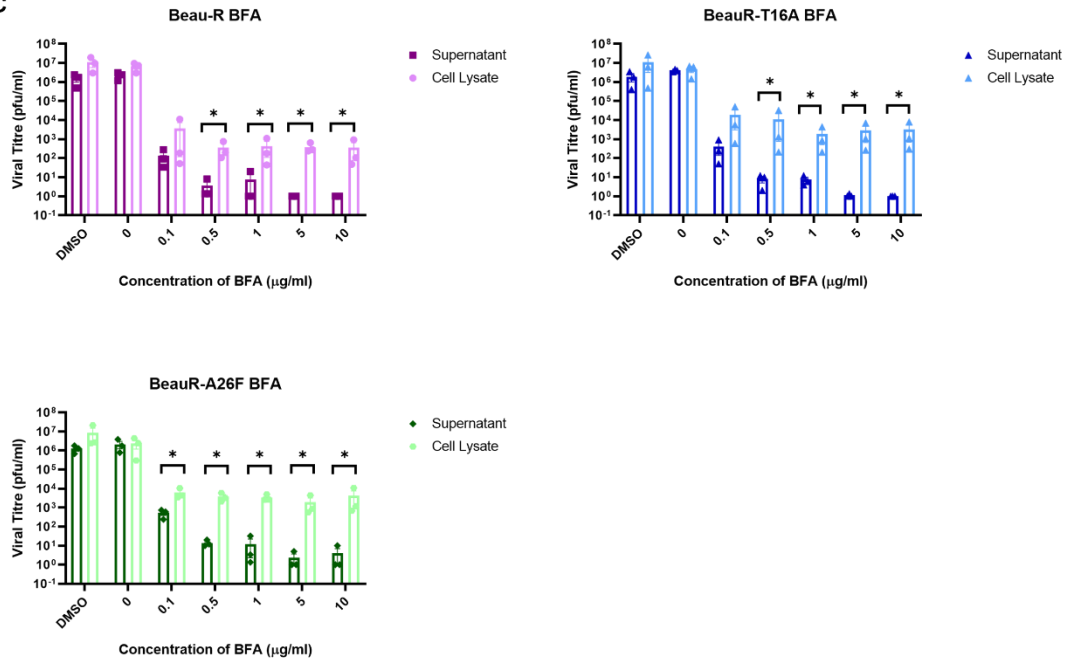 Beau-R BFA
10⁸
10⁷
10⁶
10⁵
10⁴
10³
10²
10¹
10⁰
10⁻¹
Viral Titre (pfu/ml)
* * * *
DMSO 0 0.1 0.5 1 5 10
Concentration of BFA (μg/ml)
Supernatant
Cell Lysate
BeauR-T16A BFA
10⁸
10⁷
10⁶
10⁵
10⁴
10³
10²
10¹
10⁰
10⁻¹
Viral Titre (pfu/ml)
* * * *
DMSO 0 0.1 0.5 1 5 10
Concentration of BFA (μg/ml)
Supernatant
Cell Lysate
BeauR-A26F BFA
10⁸
10⁷
10⁶
10⁵
10⁴
10³
10²
10¹
10⁰
10⁻¹
Viral Titre (pfu/ml)
* * * * *
DMSO 0 0.1 0.5 1 5 10
Concentration of BFA (μg/ml)
Supernatant
Cell Lysate